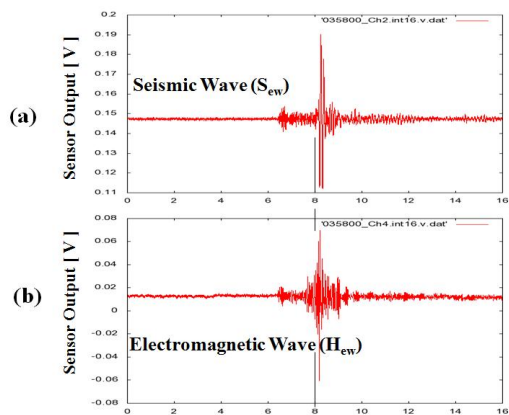 0.2
'035800_Ch2.int16.v.dat'
0.19
0.18
0.17
0.16
0.15
0.14
0.13
0.12
0.11
Seismic Wave (Sew)
(a)
Sensor Output [ V ]
0 2 4 6 8 10 12 14 16
0.08
'035800_Ch4.int16.v.dat'
0.06
0.04
0.02
0
-0.02
-0.04
-0.06
-0.08
(b)
Sensor Output [ V ]
Electromagnetic Wave (Hew)
0 2 4 6 8 10 12 14 16